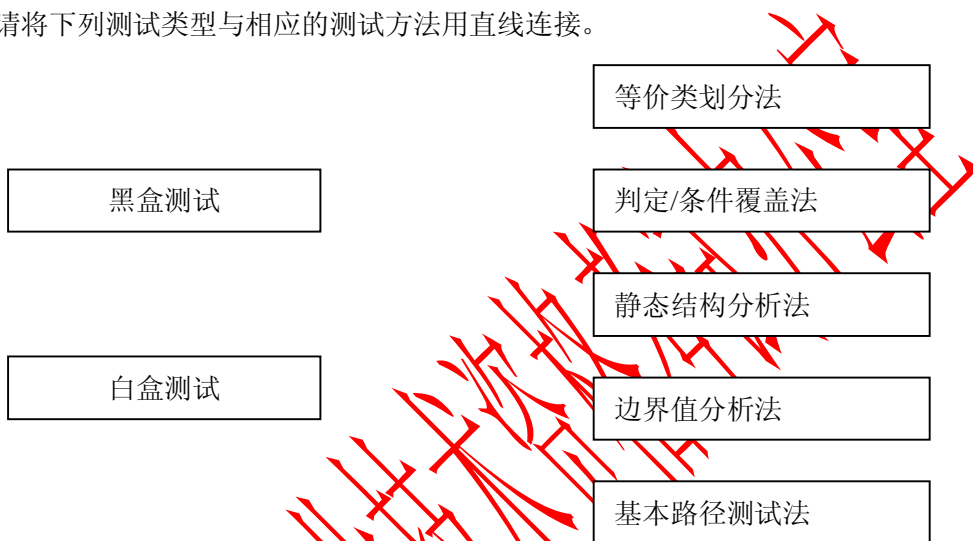 请将下列测试类型与相应的测试方法用直线连接。
等价类划分法
黑盒测试
判定/条件覆盖法
静态结构分析法
白盒测试
边界值分析法
基本路径测试法